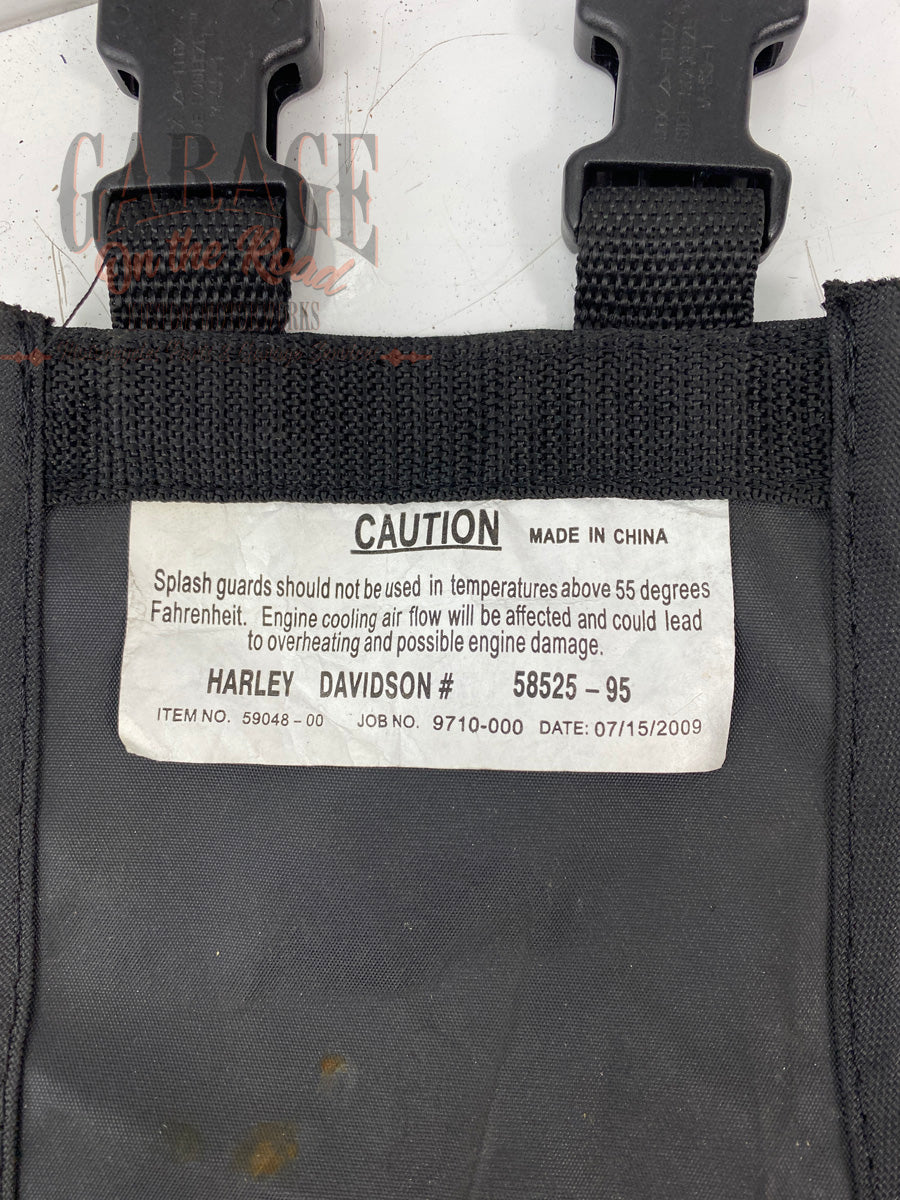 GARAGE
On the Road
CAUTION MADE IN CHINA
Splash guards should not be used in temperatures above 55 degrees
Fahrenheit. Engine cooling air flow will be affected and could lead
to overheating and possible engine damage.
HARLEY DAVIDSON # 58525 - 95
ITEM NO. 59048 - 00 JOB NO. 9710-000 DATE: 07/15/2009